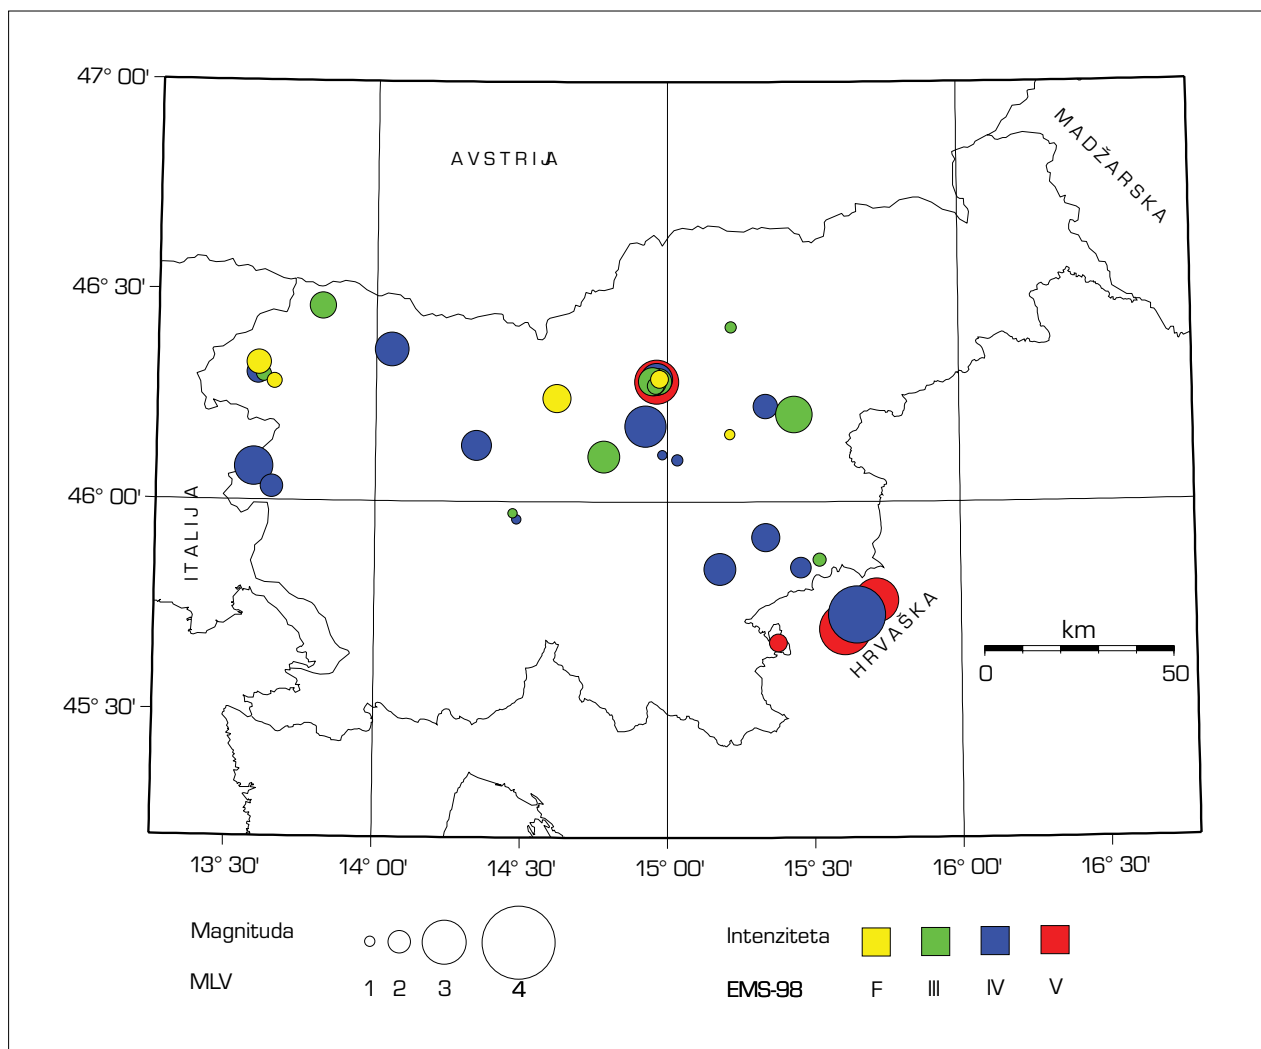 47° 00'
AVSTRIJA
MADŽARSKA
46° 30'
46° 00'
ITALIJA
HRVAŠKA
km
0 50
45° 30'
13° 30' 14° 00' 14° 30' 15° 00' 15° 30' 16° 00' 16° 30'
Magnituda
MLV 1 2 3 4
Intenziteta
EMS-98 F III IV V